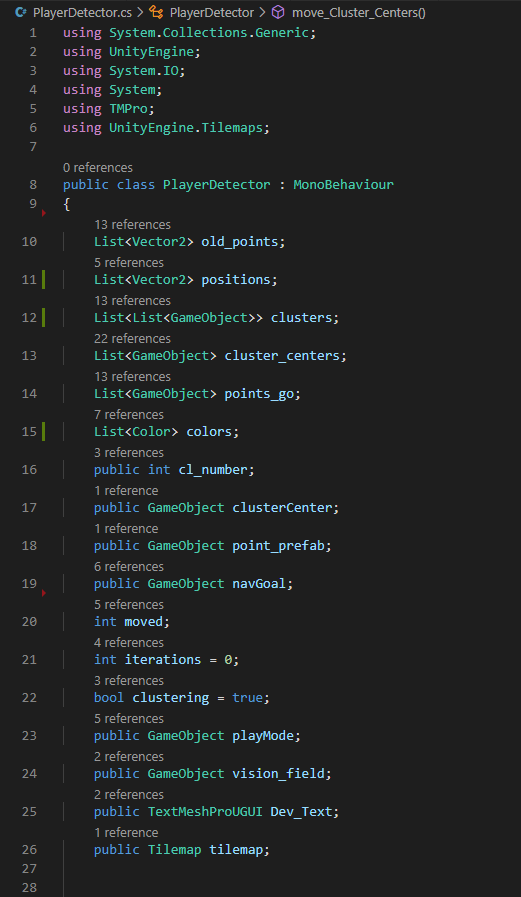 PlayerDetector.cs > PlayerDetector > move_Cluster_Centers()
1 using System.Collections.Generic;
2 using UnityEngine;
3 using System.IO;
4 using System;
5 using TMPro;
6 using UnityEngine.Tilemaps;
7
0 references
8 public class PlayerDetector : MonoBehaviour
9 {
13 references
10 List<Vector2> old_points;
5 references
11 List<Vector2> positions;
13 references
12 List<List<GameObject>> clusters;
22 references
13 List<GameObject> cluster_centers;
13 references
14 List<GameObject> points_go;
7 references
15 List<Color> colors;
3 references
16 public int cl_number;
1 reference
17 public GameObject clusterCenter;
1 reference
18 public GameObject point_prefab;
6 references
19 public GameObject navGoal;
5 references
20 int moved;
4 references
21 int iterations = 0;
3 references
22 bool clustering = true;
5 references
23 public GameObject playMode;
2 references
24 public GameObject vision_field;
2 references
25 public TextMeshProUGUI Dev_Text;
1 reference
26 public Tilemap tilemap;
27
28